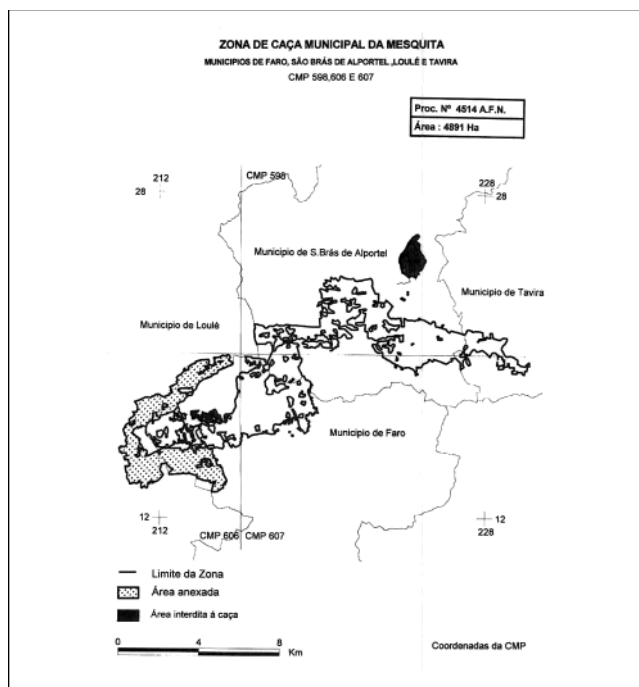 ZONA DE CAÇA MUNICIPAL DA MESQUITA
MUNICIPIOS DE FARO, SÃO BRÁS DE ALPORTEL ,LOULÉ E TAVIRA
CMP 598,606 E 607
Proc. Nº 4514 A.F.N.
Área : 4891 Ha
212
28
CMP 598
228
28
Municipio de S.Brás de Alportel
Municipio de Tavira
Municipio de Loulé
Municipio de Faro
12
212
CMP 606
CMP 607
12
228
Limite da Zona
Área anexada
Área interdita á caça
0 4 8
Km
Coordenadas da CMP